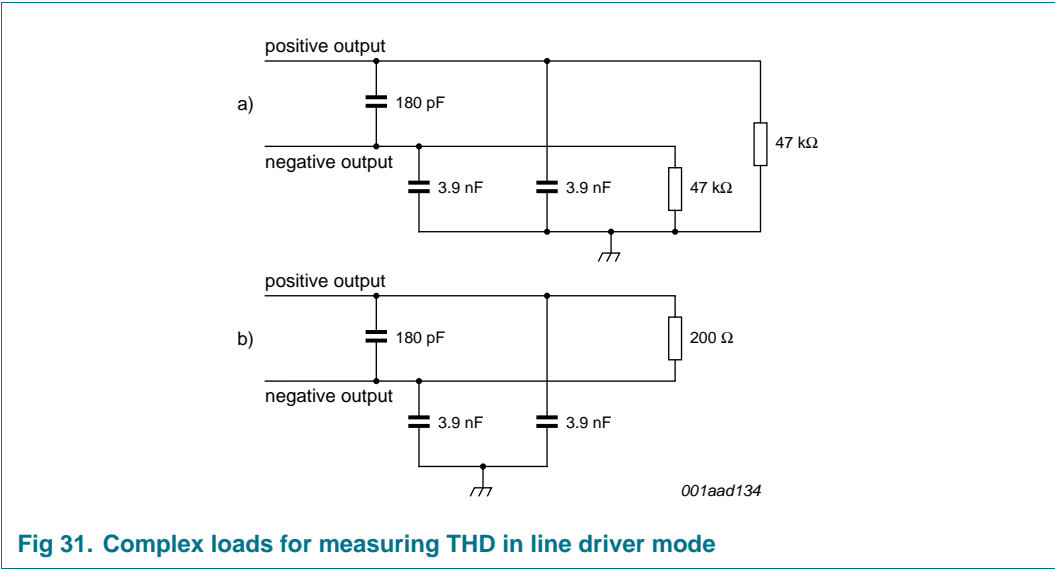 positive output
a)
180 pF
47 kΩ
negative output
3.9 nF
3.9 nF
47 kΩ
positive output
b)
180 pF
200 Ω
negative output
3.9 nF
3.9 nF
001aad134
Fig 31. Complex loads for measuring THD in line driver mode